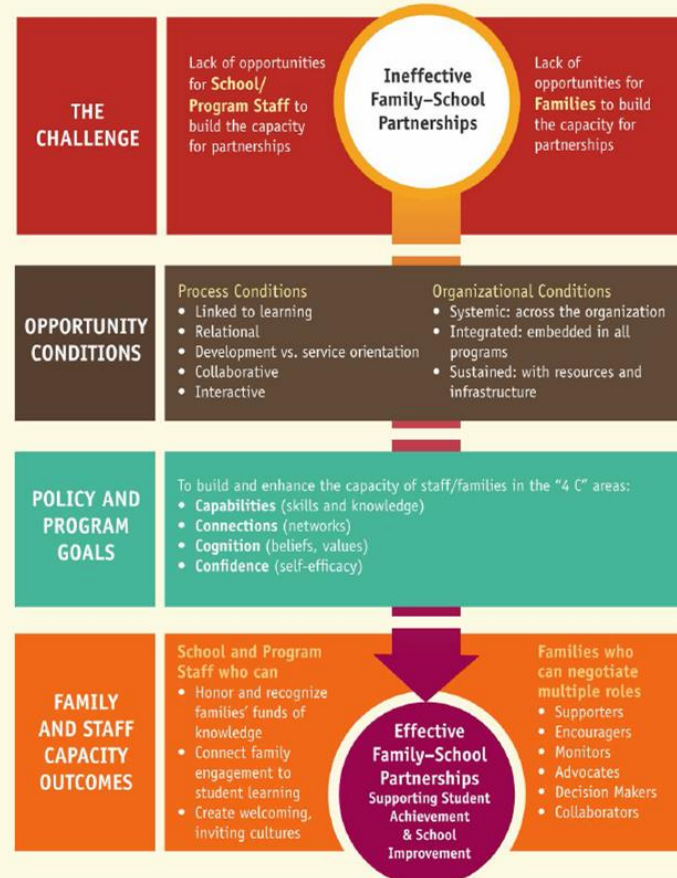 THE
CHALLENGE
Lack of opportunities
for School/
Program Staff to
build the capacity
for partnerships
Ineffective
Family–School
Partnerships
Lack of
opportunities for
Families to build
the capacity for
partnerships
OPPORTUNITY
CONDITIONS
Process Conditions
• Linked to learning
• Relational
• Development vs. service orientation
• Collaborative
• Interactive
Organizational Conditions
• Systemic: across the organization
• Integrated: embedded in all
programs
• Sustained: with resources and
infrastructure
POLICY AND
PROGRAM
GOALS
To build and enhance the capacity of staff/families in the "4 C" areas:
• Capabilities (skills and knowledge)
• Connections (networks)
• Cognition (beliefs, values)
• Confidence (self-efficacy)
FAMILY
AND STAFF
CAPACITY
OUTCOMES
School and Program
Staff who can
• Honor and recognize
families' funds of
knowledge
• Connect family
engagement to
student learning
• Create welcoming,
inviting cultures
Effective
Family–School
Partnerships
Supporting Student
Achievement
& School
Improvement
Families who
can negotiate
multiple roles
• Supporters
• Encouragers
• Monitors
• Advocates
• Decision Makers
• Collaborators